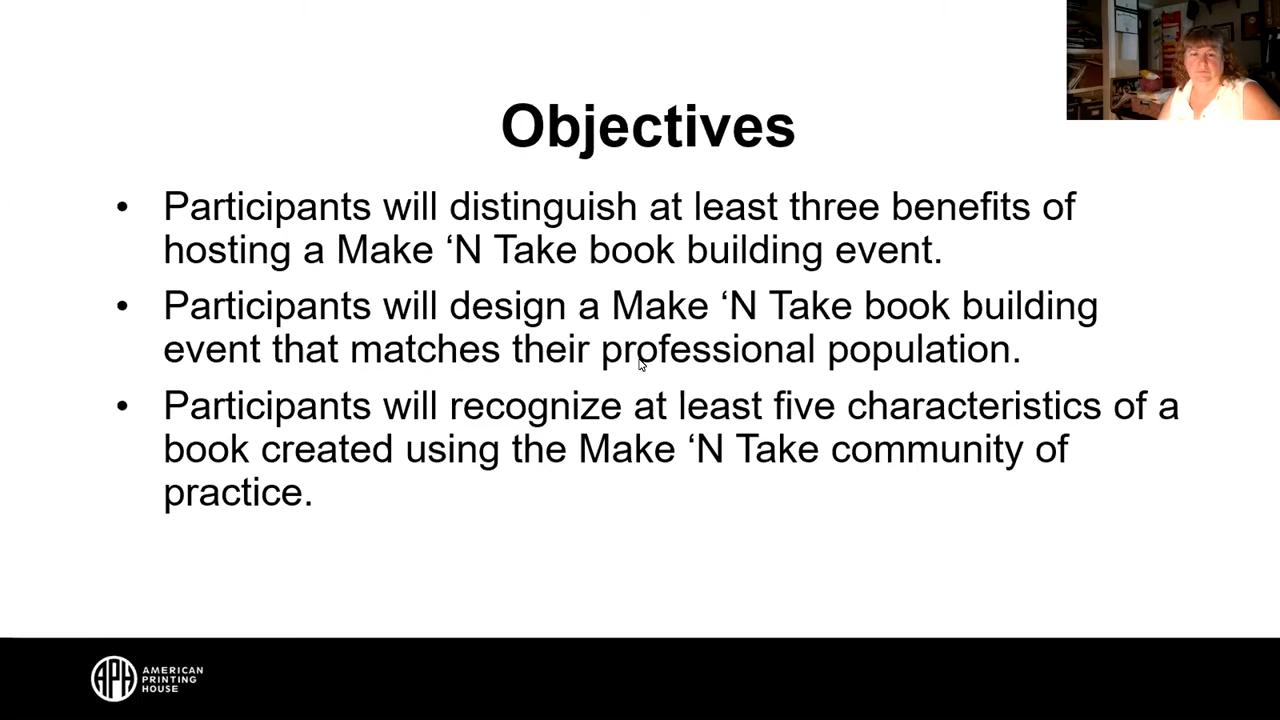 Objectives
• Participants will distinguish at least three benefits of
hosting a Make ‘N Take book building event.
• Participants will design a Make ‘N Take book building
event that matches their professional population.
• Participants will recognize at least five characteristics of a
book created using the Make ‘N Take community of
practice.
APH
AMERICAN
PRINTING
HOUSE